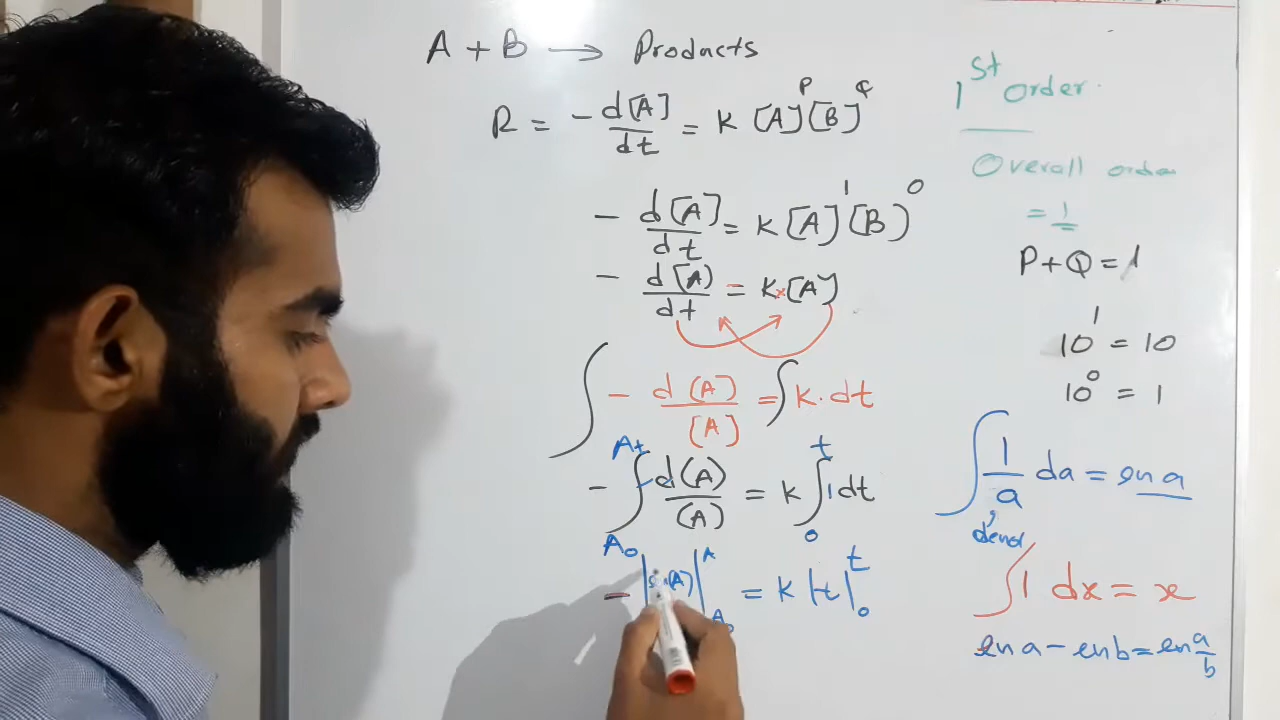 A + B → Products
R = - d[A]/dt = K [A]^P [B]^Q
- d[A]/dt = K [A]^1 [B]^0
- d[A]/dt = K × [A]
∫ - d[A]/[A] = ∫ K · dt
- ∫_{A0}^{At} d(A)/(A) = K ∫_0^t 1 dt
= K |t|_0^t
1st Order
Overall order
= 1
P + Q = 1
10^1 = 10
10^0 = 1
∫ 1/a da = ln a
∫ 1 dx = x
ln a - ln b = ln a/b